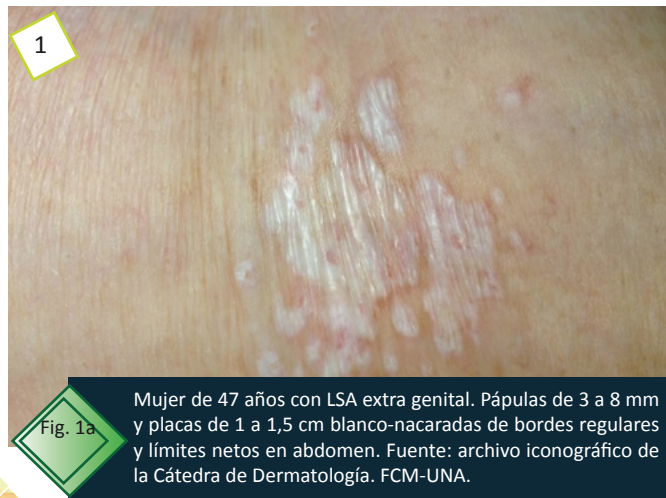 1
Fig. 1a
Mujer de 47 años con LSA extra genital. Pápulas de 3 a 8 mm
y placas de 1 a 1,5 cm blanco-nacaradas de bordes regulares
y límites netos en abdomen. Fuente: archivo iconográfico de
la Cátedra de Dermatología. FCM-UNA.